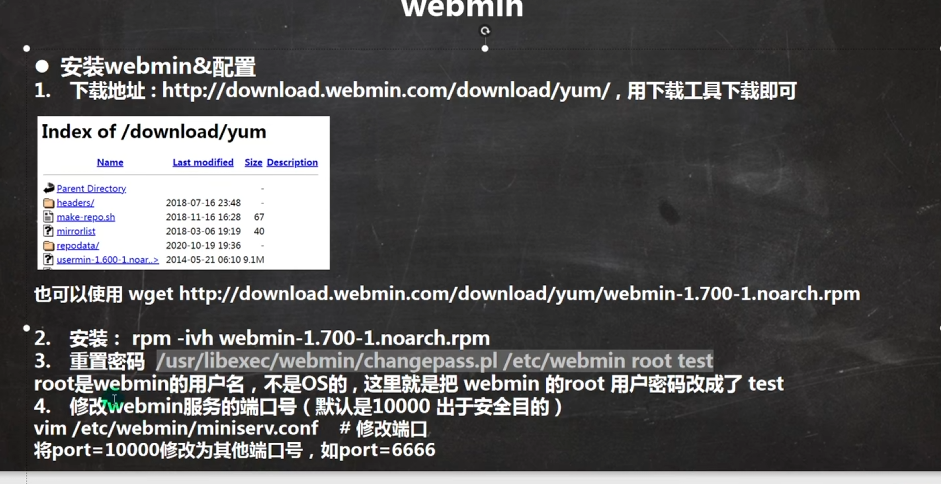 webmin
● 安装webmin&配置
1. 下载地址：http://download.webmin.com/download/yum/ ，用下载工具下载即可
Index of /download/yum
Name Last modified Size Description
Parent Directory -
headers/ 2018-07-16 23:48 -
make-repo.sh 2018-11-16 16:28 67
mirrorlist 2018-03-06 19:19 40
repodata/ 2020-10-19 19:36 -
usermin-1.600-1.noar..> 2014-05-21 06:10 9.1M
也可以使用 wget http://download.webmin.com/download/yum/webmin-1.700-1.noarch.rpm
2. 安装： rpm -ivh webmin-1.700-1.noarch.rpm
3. 重置密码 /usr/libexec/webmin/changepass.pl /etc/webmin root test
root是webmin的用户名，不是OS的，这里就是把 webmin 的root 用户密码改成了 test
4. 修改webmin服务的端口号（默认是10000 出于安全目的）
vim /etc/webmin/miniserv.conf # 修改端口
将port=10000修改为其他端口号，如port=6666